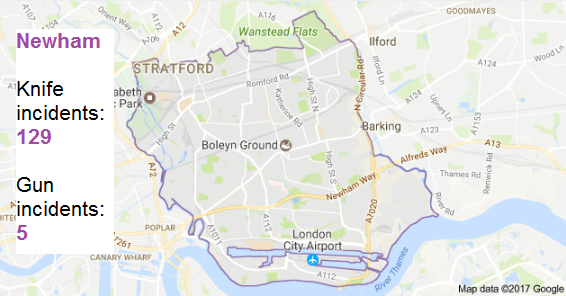 Newham
Knife
incidents:
129
Gun
incidents:
5
Orient Way
A12
A116
Wanstead Flats
Ilford
GOODMAYES
A118
Wood Ln
STRATFORD
Romford Rd
Ilford Ln
N Circular Rd
abeth
c Park
High St
Katherine Rd
High St N
A124
Upney Ln
A1153
Barking
A123
Boleyn Ground
High St S
Alfreds Way
A13
Newham Way
Thames Rd
Renwick Rd
River Rd
A12
A112
A1020
POPLAR
A1011
London
City Airport
A1261
CANARY WHARF
A112
River Thames
Map data ©2017 Google